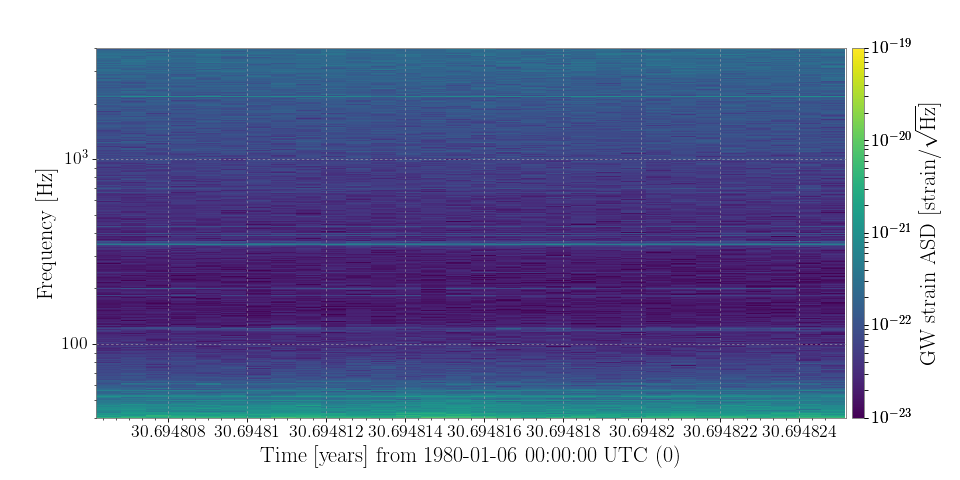 Frequency [Hz]
10³
100
30.694808 30.69481 30.694812 30.694814 30.694816 30.694818 30.69482 30.694822 30.694824
Time [years] from 1980-01-06 00:00:00 UTC (0)
10⁻¹⁹
10⁻²⁰
10⁻²¹
10⁻²²
10⁻²³
GW strain ASD [strain/√Hz]